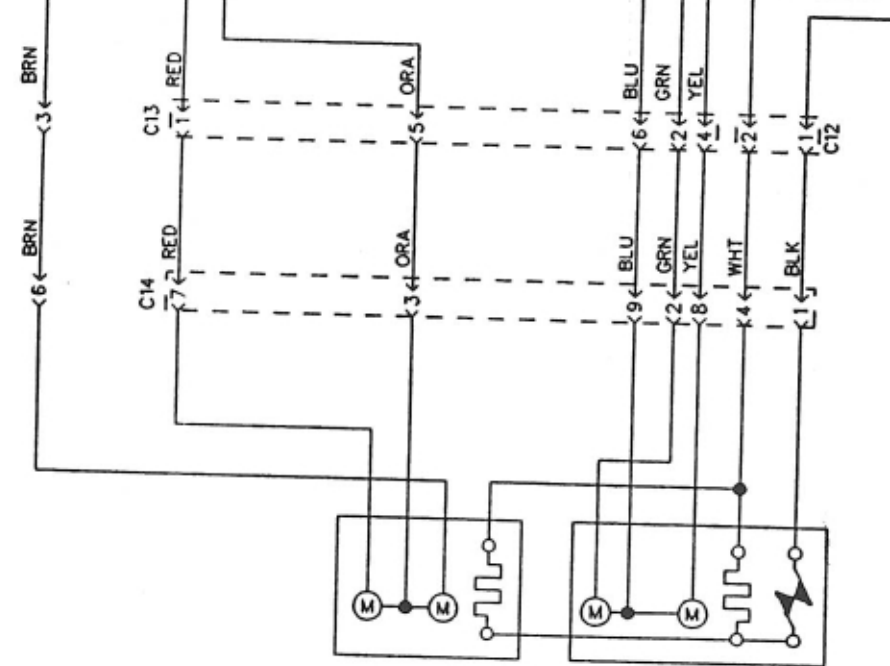 BRN
RED
ORA
BLU
GRN
YEL
3
C13
1
5
6
2
4
2
1
C12
BRN
RED
ORA
BLU
GRN
YEL
WHT
BLK
6
C14
7
3
9
2
8
4
1
M
M
M
M